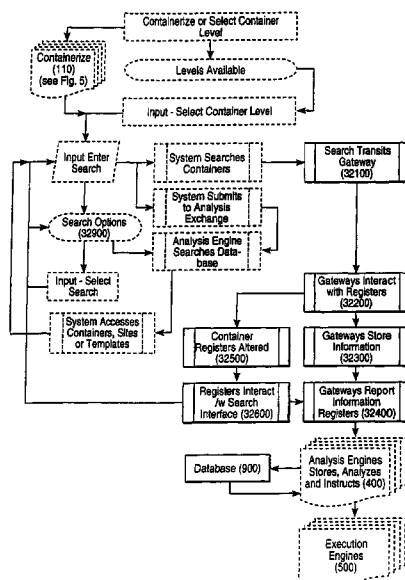 Containerize or Select Container
Level
Containerize
(110)
(see Fig. 5)
Levels Available
Input - Select Container Level
Input Enter
Search
System Searches
Containers
Search Transits
Gateway
(32100)
System Submits
to Analysis
Exchange
Search Options
(32900)
Analysis Engine
Searches Data-
base
Input - Select
Search
Gateways Interact
with Registers
(32200)
System Accesses
Containers, Sites
or Templates
Container
Registers Altered
(32500)
Gateways Store
Information
(32300)
Registers Interact
/w Search
Interface (32600)
Gateways Report
Information
Registers (32400)
Database (900)
Analysis Engines
Stores, Analyzes
and Instructs (400)
Execution
Engines
(500)